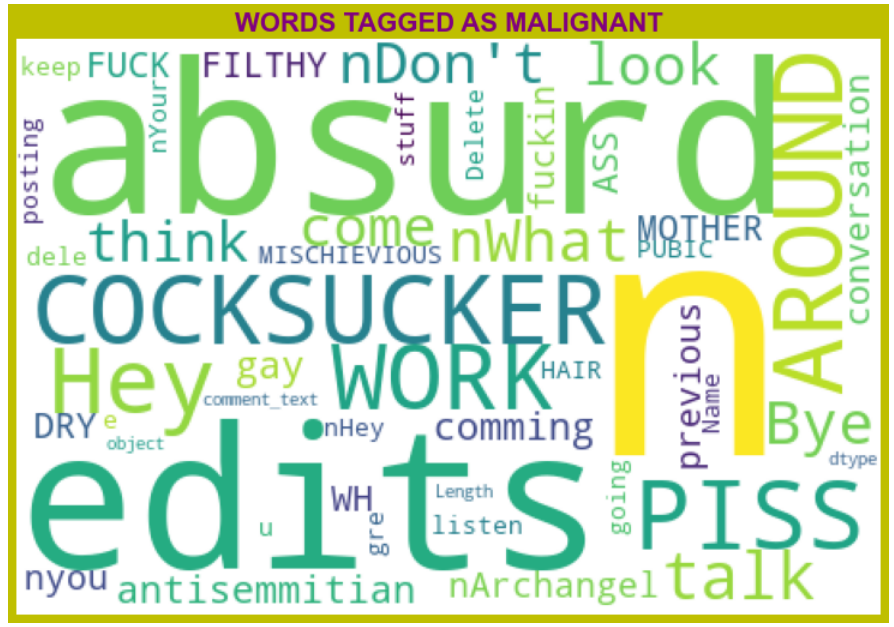 WORDS TAGGED AS MALIGNANT
keep FUCK FILTHY nDon't look
absurd
nYour
stuff
Delete
fuckin
ASS
AROUND
conversation
posting
dele think come nWhat MOTHER
MISCHIEVIOUS PUBIC
COCKSUCKER n
Hey gay WORK HAIR
comment_text
previous
Name
DRY e nHey comming Bye
object
dtype
edits
WH Length
u gre listen going PISS
nyou antisemmitian nArchangel talk